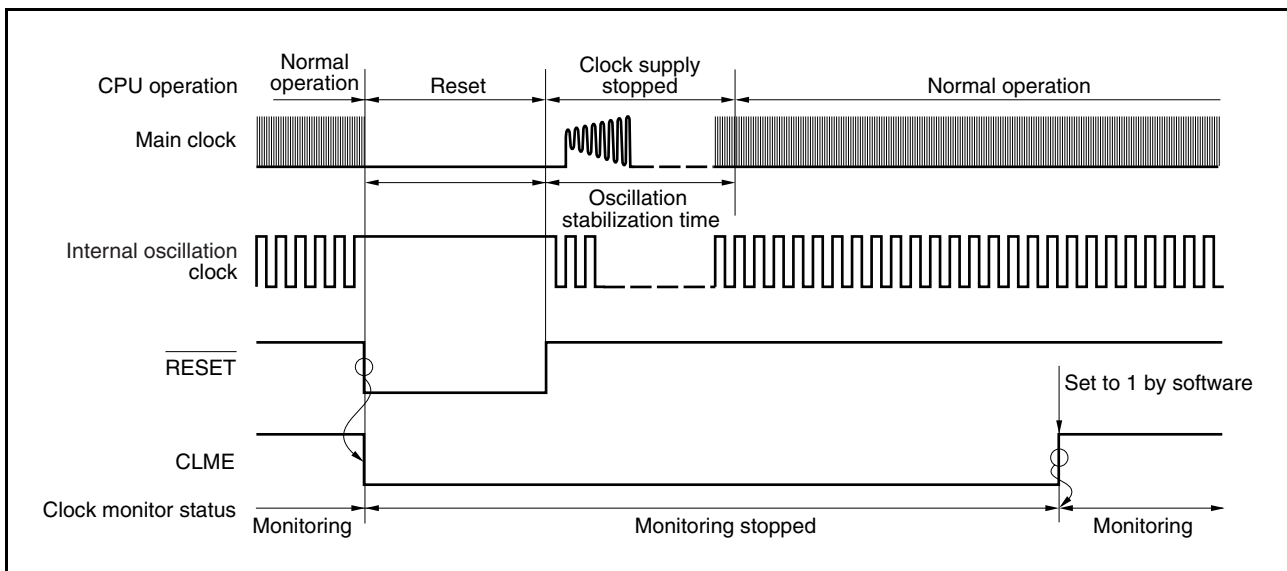 CPU operation
Normal
operation
Reset
Clock supply
stopped
Normal operation
Main clock
Oscillation
stabilization time
Internal oscillation
clock
RESET
Set to 1 by software
CLME
Clock monitor status
Monitoring
Monitoring stopped
Monitoring